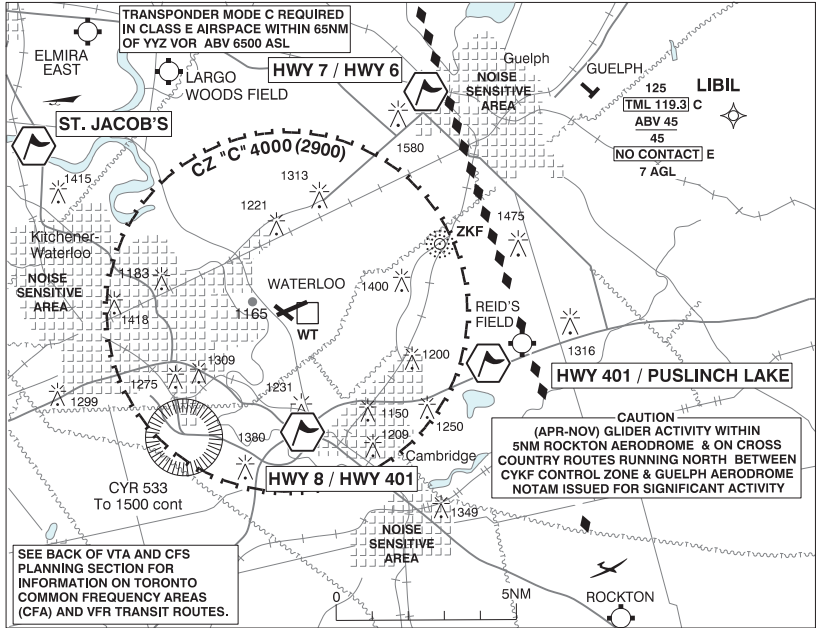 TRANSPONDER MODE C REQUIRED
IN CLASS E AIRSPACE WITHIN 65NM
OF YYZ VOR  ABV 6500 ASL
ELMIRA
EAST
LARGO
WOODS FIELD
HWY 7 / HWY 6
Guelph
NOISE
SENSITIVE
AREA
GUELPH
125
TML 119.3 C
ABV 45
45
NO CONTACT E
7 AGL
LIBIL
ST. JACOB'S
CZ "C" 4000 (2900)
1580
1415
1313
1221
1475
ZKF
Kitchener-
Waterloo
NOISE
SENSITIVE
AREA
1183
1418
WATERLOO
1165
WT
1400
REID'S
FIELD
1316
1200
1309
1275
1299
1231
1150
1250
1209
1380
HWY 401 / PUSLINCH LAKE
CAUTION
(APR-NOV) GLIDER ACTIVITY WITHIN
5NM ROCKTON AERODROME & ON CROSS
COUNTRY ROUTES RUNNING NORTH BETWEEN
CYKF CONTROL ZONE & GUELPH AERODROME
NOTAM ISSUED FOR SIGNIFICANT ACTIVITY
Cambridge
HWY 8 / HWY 401
CYR 533
To 1500 cont
1349
NOISE
SENSITIVE
AREA
SEE BACK OF VTA AND CFS
PLANNING SECTION FOR
INFORMATION ON TORONTO
COMMON FREQUENCY AREAS
(CFA) AND VFR TRANSIT ROUTES.
0
5NM
ROCKTON